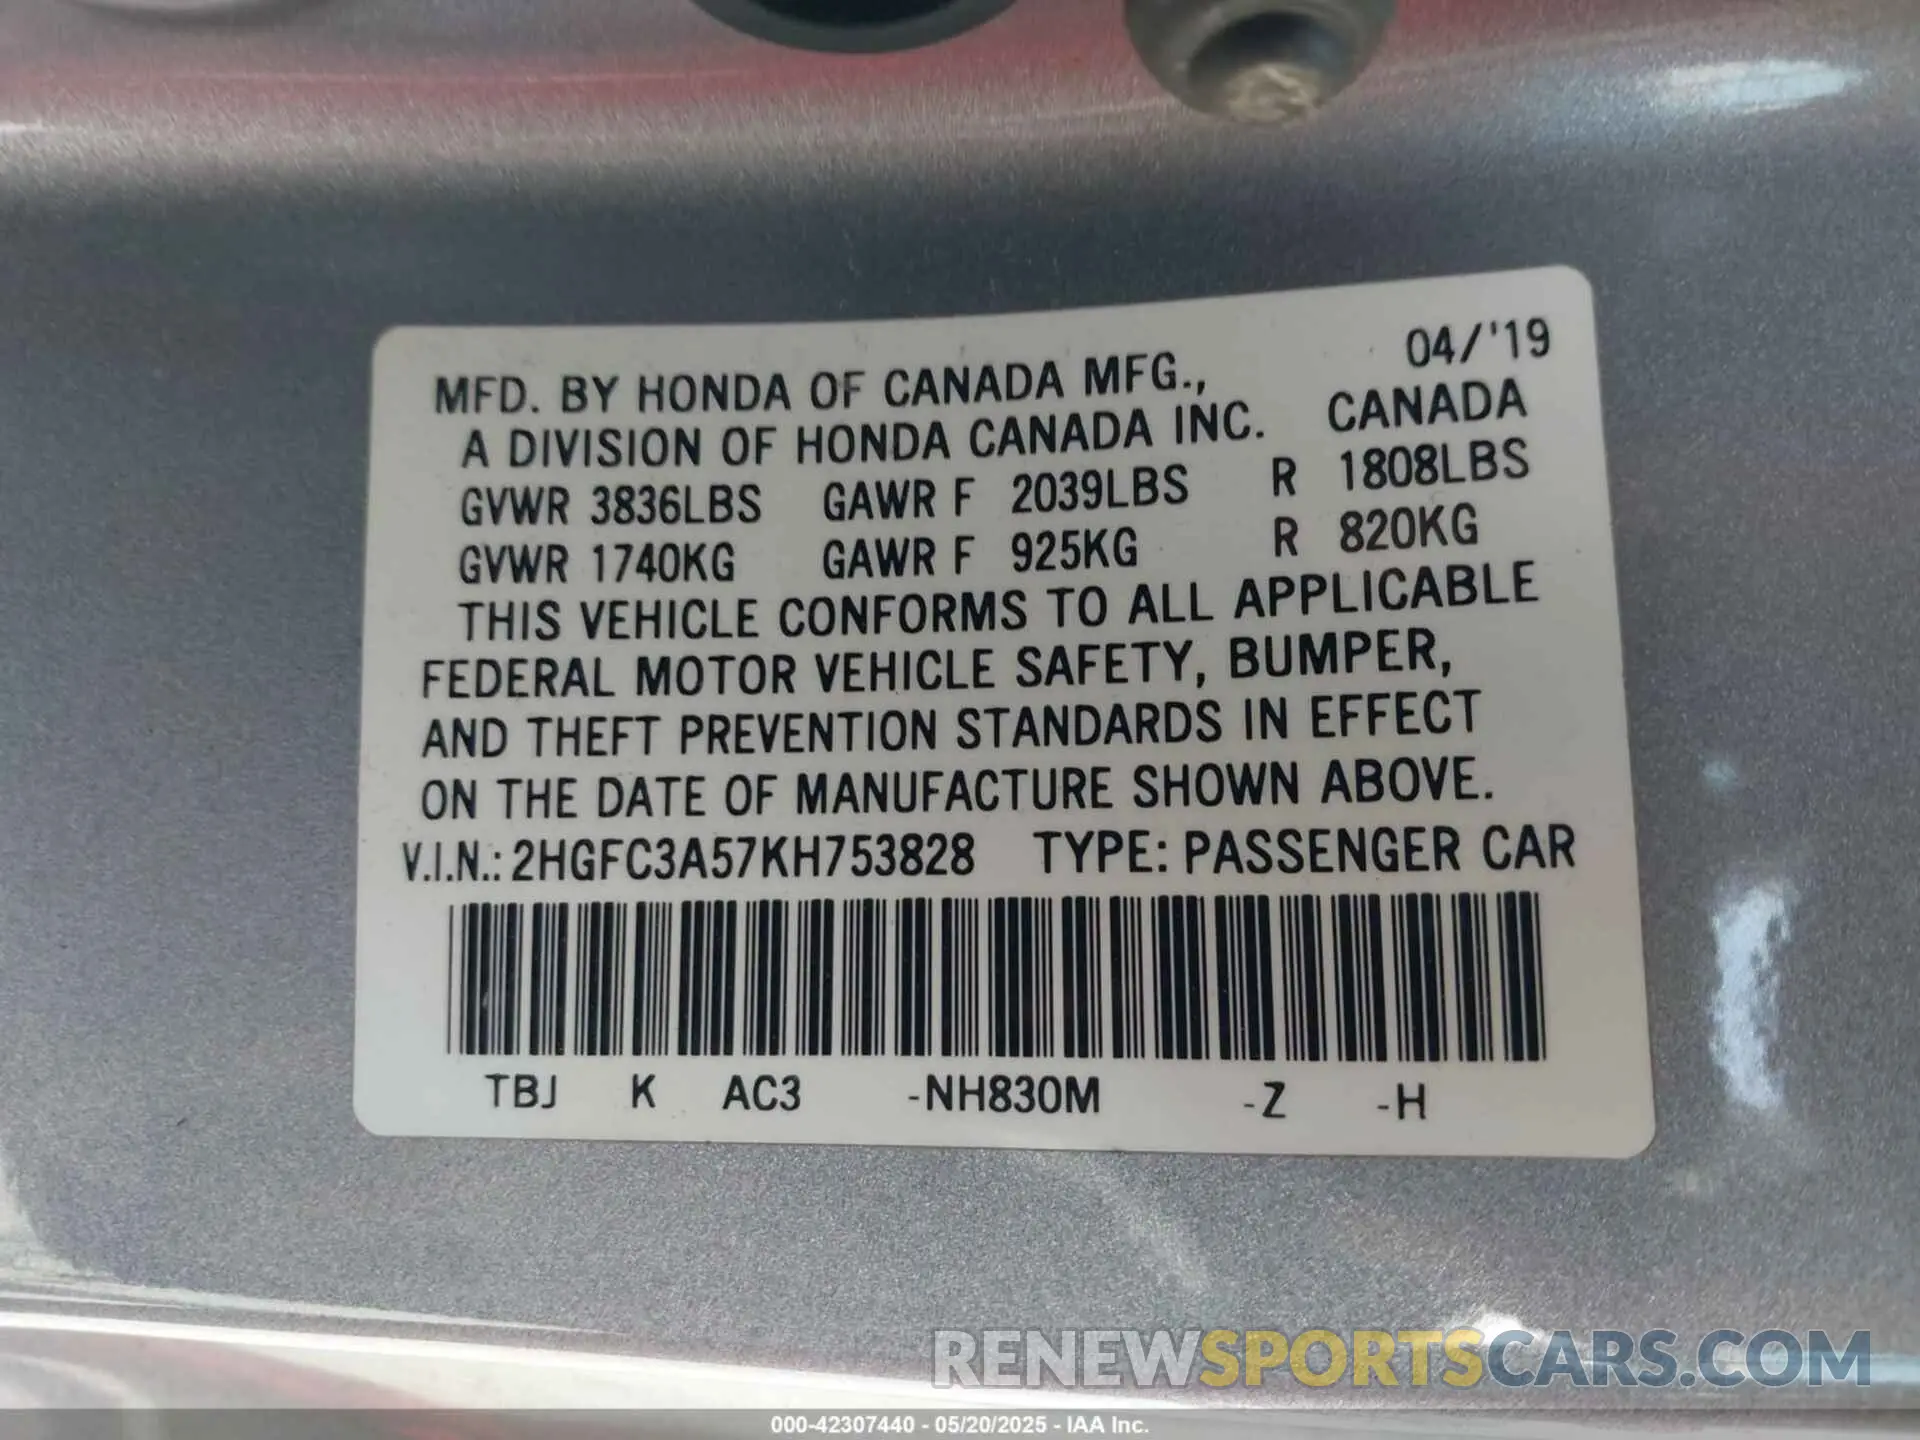 04/'19
MFD. BY HONDA OF CANADA MFG.,
A DIVISION OF HONDA CANADA INC. CANADA
GVWR 3836LBS GAWR F 2039LBS R 1808LBS
GVWR 1740KG GAWR F 925KG R 820KG
THIS VEHICLE CONFORMS TO ALL APPLICABLE
FEDERAL MOTOR VEHICLE SAFETY, BUMPER,
AND THEFT PREVENTION STANDARDS IN EFFECT
ON THE DATE OF MANUFACTURE SHOWN ABOVE.
V.I.N.: 2HGFC3A57KH753828 TYPE: PASSENGER CAR
TBJ K AC3 -NH830M -Z -H
RENEWSPORTSCARS.COM
000-42307440 - 05/20/2025 - IAA Inc.